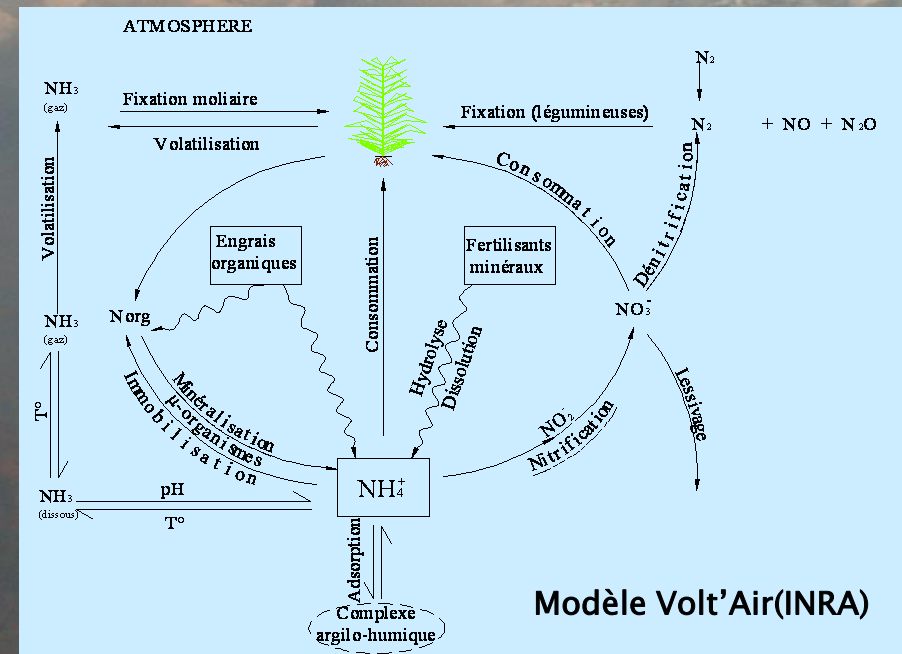 ATMOSPHERE
N₂
NH₃
(gaz)
Fixation moliaire
Volatilisation
Fixation (légumineuses)
N₂ + NO + N₂O
Volatilisation
Consommation
Dénitrification
Engrais
organiques
Consommation
Fertilisants
minéraux
NH₃
(gaz)
Norg
NO₃⁻
Hydrolyse
Dissolution
T°
Minéralisation
µ-organismes
Immobilisation
NO₂⁻
Nitrification
Lessivage
NH₃
(dissous)
pH
T°
NH₄⁺
Adsorption
Complexe
argilo-humique
Modèle Volt’Air(INRA)